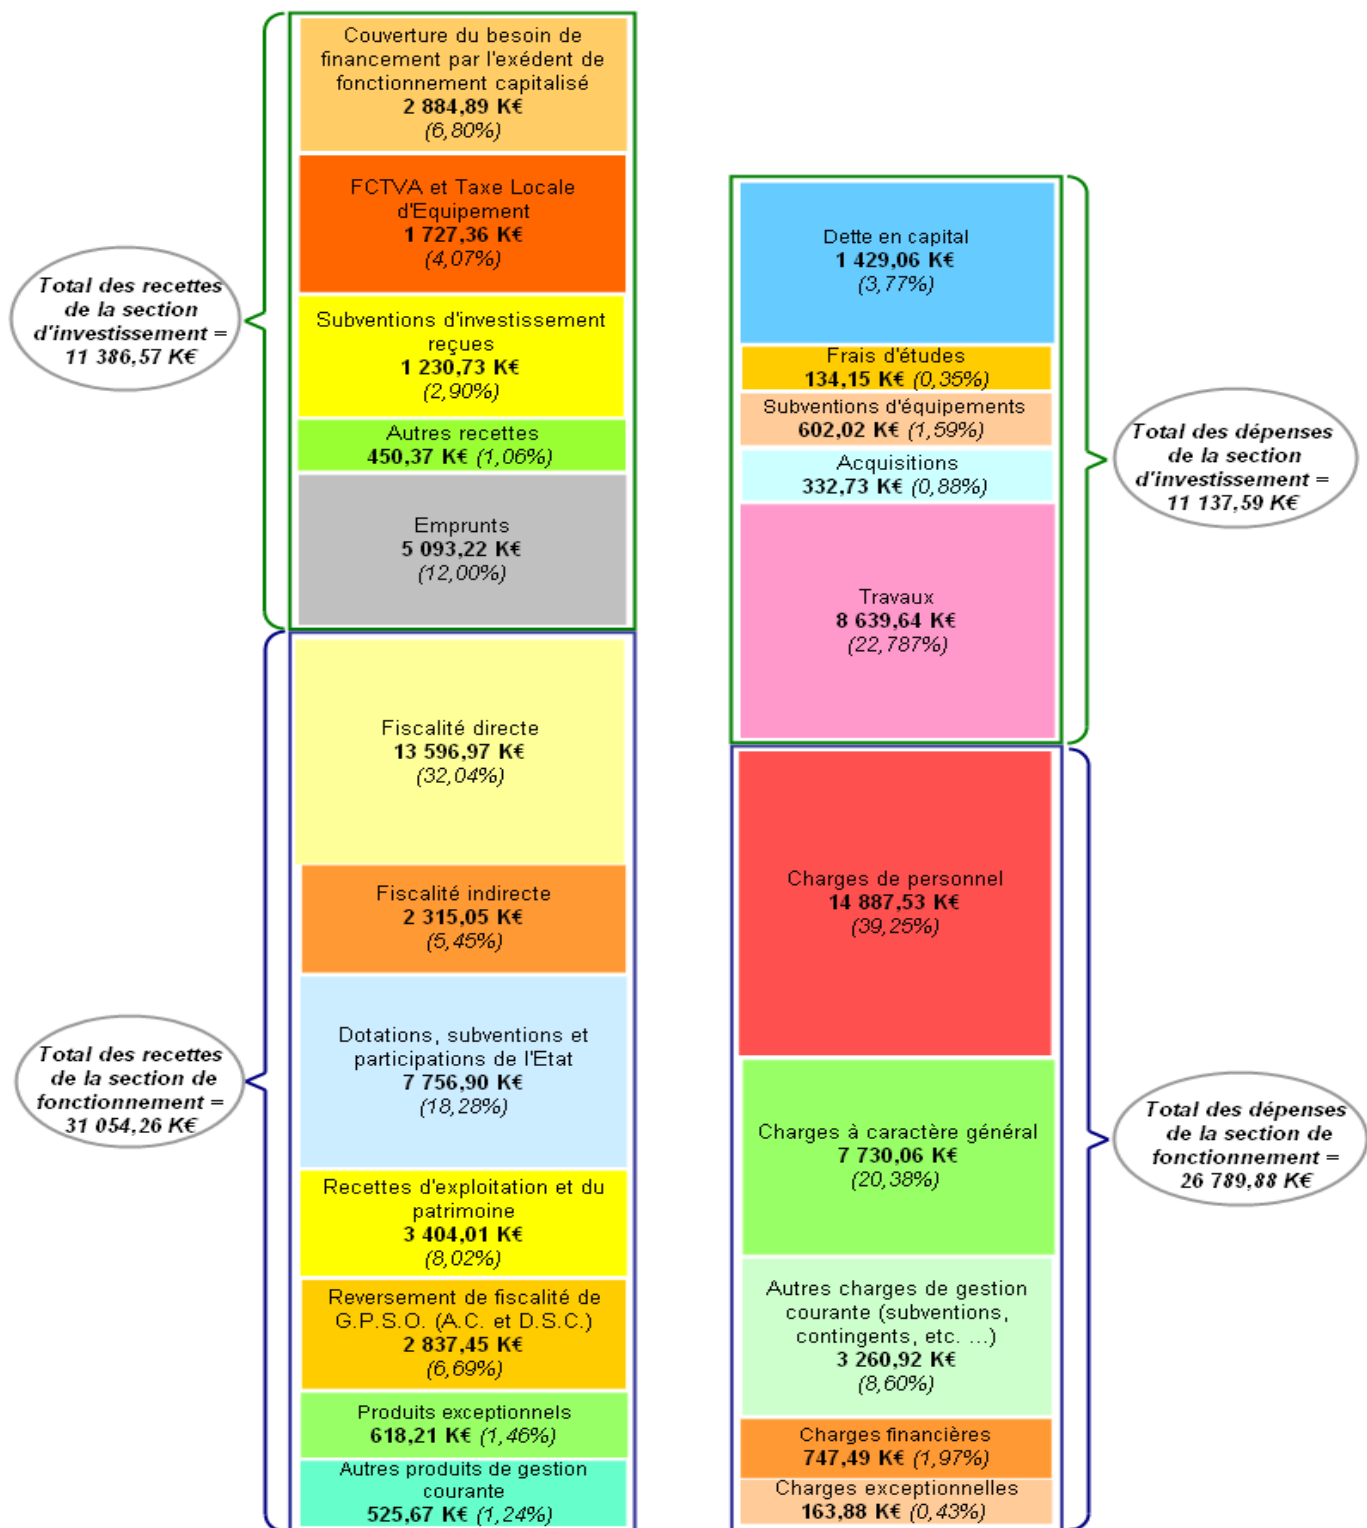 Couverture du besoin de
financement par l'exédent de
fonctionnement capitalisé
2 884,89 K€
(6,80%)
FCTVA et Taxe Locale
d'Equipement
1 727,36 K€
(4,07%)
Subventions d'investissement
reçues
1 230,73 K€
(2,90%)
Autres recettes
450,37 K€ (1,06%)
Emprunts
5 093,22 K€
(12,00%)
Total des recettes
de la section
d'investissement =
11 386,57 K€
Fiscalité directe
13 596,97 K€
(32,04%)
Fiscalité indirecte
2 315,05 K€
(5,45%)
Dotations, subventions et
participations de l'Etat
7 756,90 K€
(18,28%)
Recettes d'exploitation et du
patrimoine
3 404,01 K€
(8,02%)
Reversement de fiscalité de
G.P.S.O. (A.C. et D.S.C.)
2 837,45 K€
(6,69%)
Produits exceptionnels
618,21 K€ (1,46%)
Autres produits de gestion
courante
525,67 K€ (1,24%)
Total des recettes
de la section de
fonctionnement =
31 054,26 K€
Dette en capital
1 429,06 K€
(3,77%)
Frais d'études
134,15 K€ (0,35%)
Subventions d'équipements
602,02 K€ (1,59%)
Acquisitions
332,73 K€ (0,88%)
Travaux
8 639,64 K€
(22,787%)
Total des dépenses
de la section
d'investissement =
11 137,59 K€
Charges de personnel
14 887,53 K€
(39,25%)
Charges à caractère général
7 730,06 K€
(20,38%)
Autres charges de gestion
courante (subventions,
contingents, etc. ...)
3 260,92 K€
(8,60%)
Charges financières
747,49 K€ (1,97%)
Charges exceptionnelles
163,88 K€ (0,43%)
Total des dépenses
de la section de
fonctionnement =
26 789,88 K€